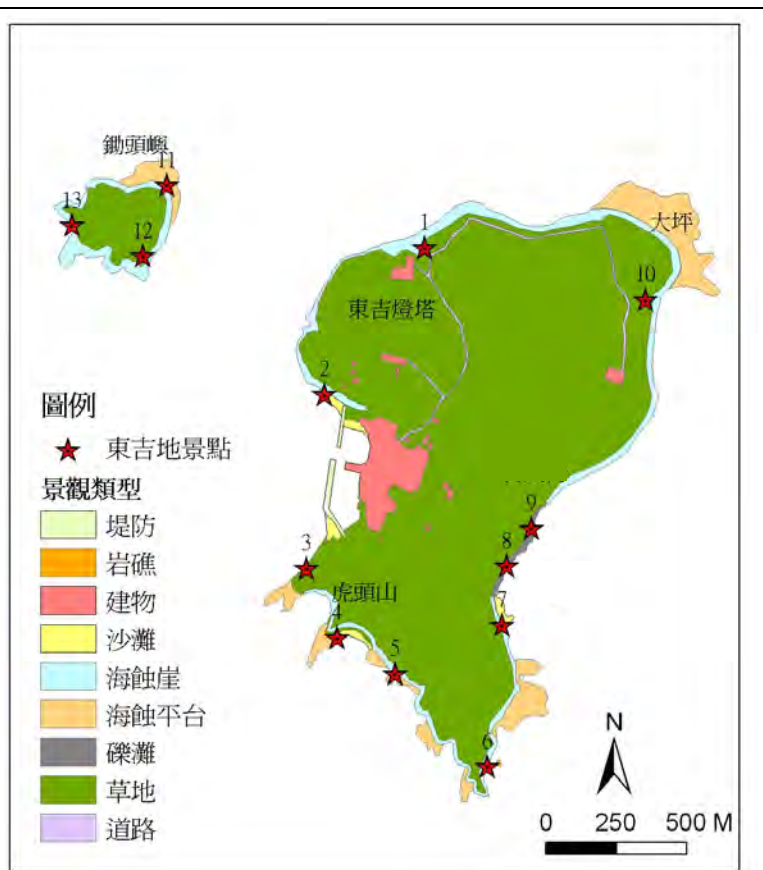 鋤頭嶼
11
13
12
1
大坪
10
東吉燈塔
2
圖例
東吉地景點
景觀類型
堤防
岩礁
建物
沙灘
海蝕崖
海蝕平台
礫灘
草地
道路
9
8
3
虎頭山
7
4
5
6
N
0 250 500 M